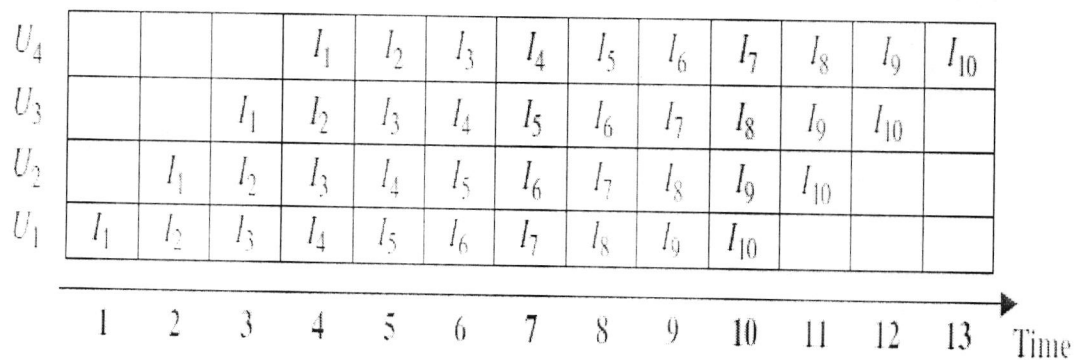 U₄ I₁ I₂ I₃ I₄ I₅ I₆ I₇ I₈ I₉ I₁₀
U₃ I₁ I₂ I₃ I₄ I₅ I₆ I₇ I₈ I₉ I₁₀
U₂ I₁ I₂ I₃ I₄ I₅ I₆ I₇ I₈ I₉ I₁₀
U₁ I₁ I₂ I₃ I₄ I₅ I₆ I₇ I₈ I₉ I₁₀
1 2 3 4 5 6 7 8 9 10 11 12 13 Time